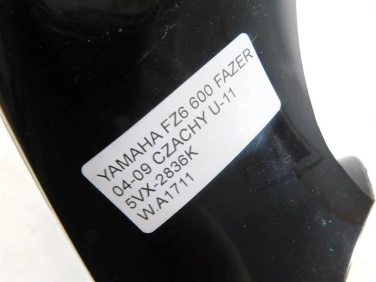 YAMAHA FZ6 600 FAZER
04-09 CZACHY U-11
5VX-2836K
W.A1711